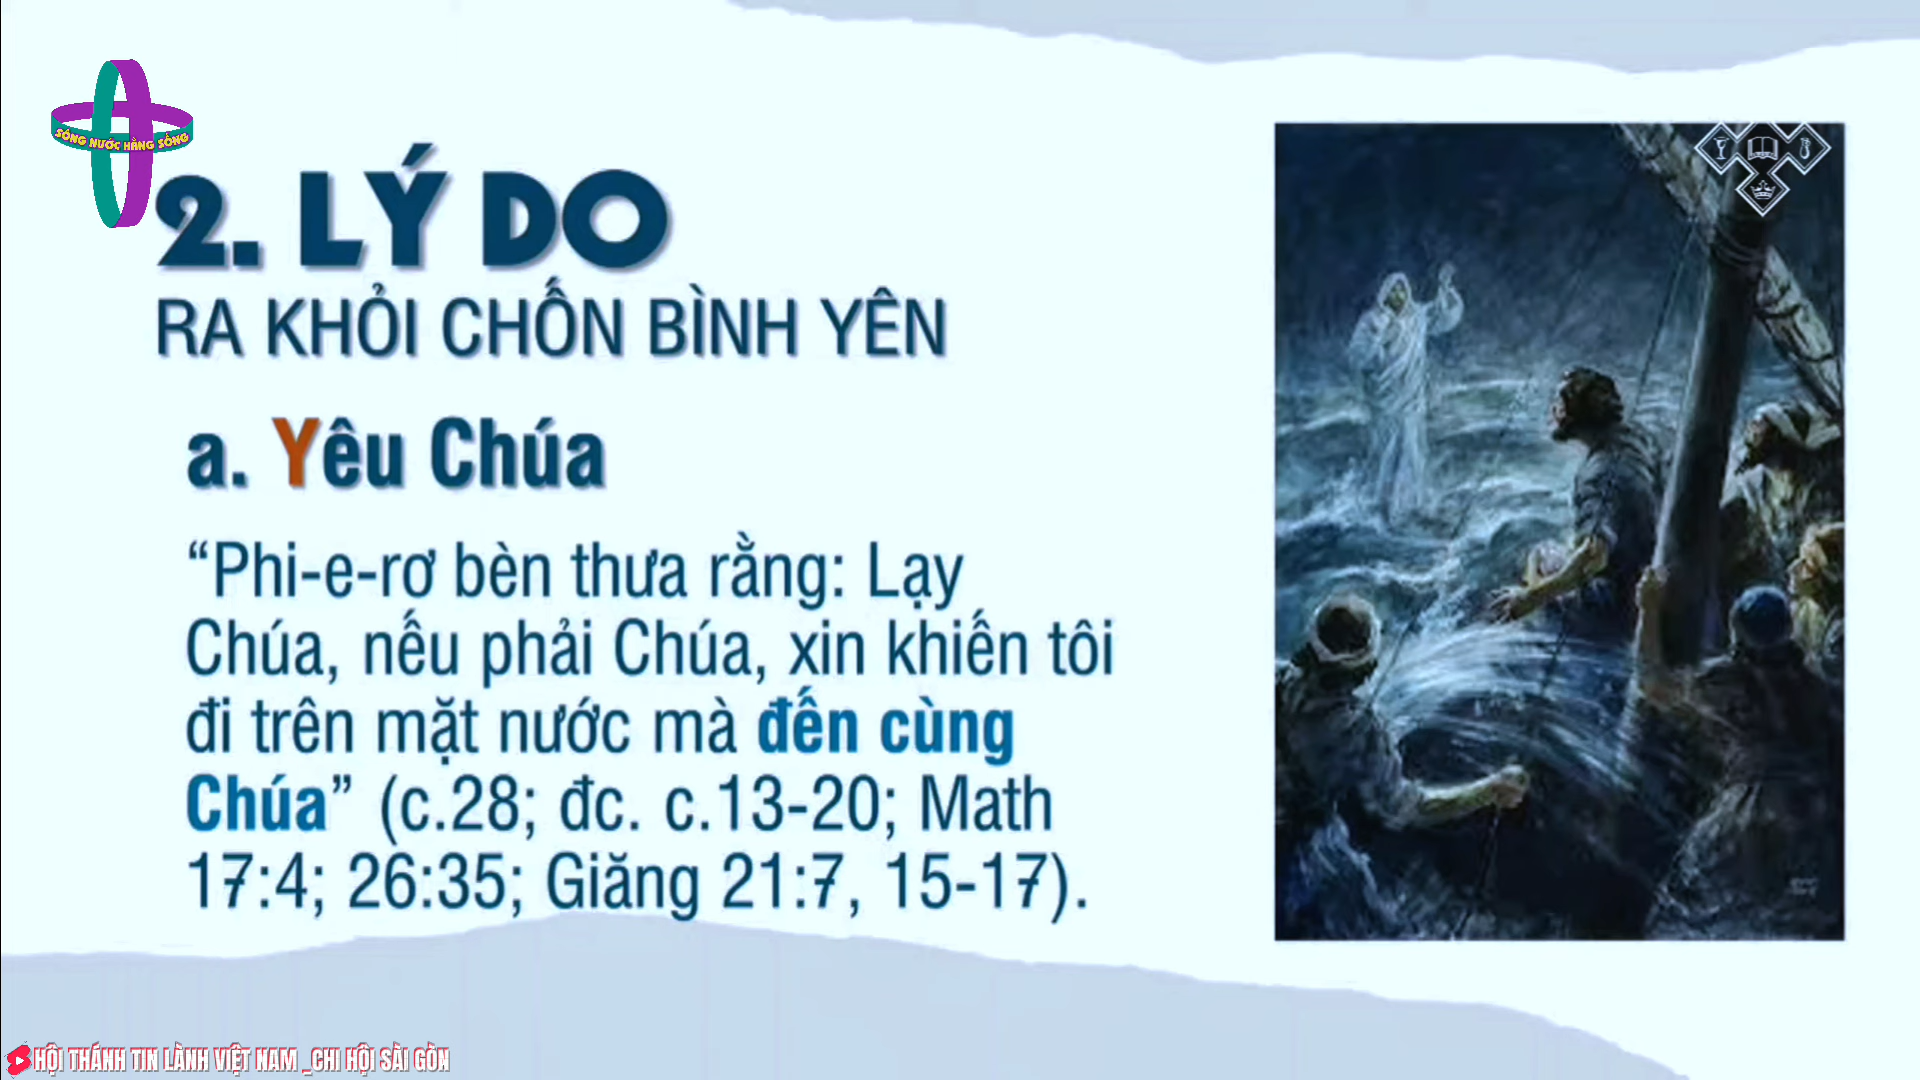 SÔNG NƯỚC HẰNG SỐNG
2. LÝ DO
RA KHỎI CHỐN BÌNH YÊN
a. Yêu Chúa
“Phi-e-rơ bèn thưa rằng: Lạy
Chúa, nếu phải Chúa, xin khiến tôi
đi trên mặt nước mà đến cùng
Chúa” (c.28; đc. c.13-20; Math
17:4; 26:35; Giăng 21:7, 15-17).
HỘI THÁNH TIN LÀNH VIỆT NAM _CHI HỘI SÀI GÒN